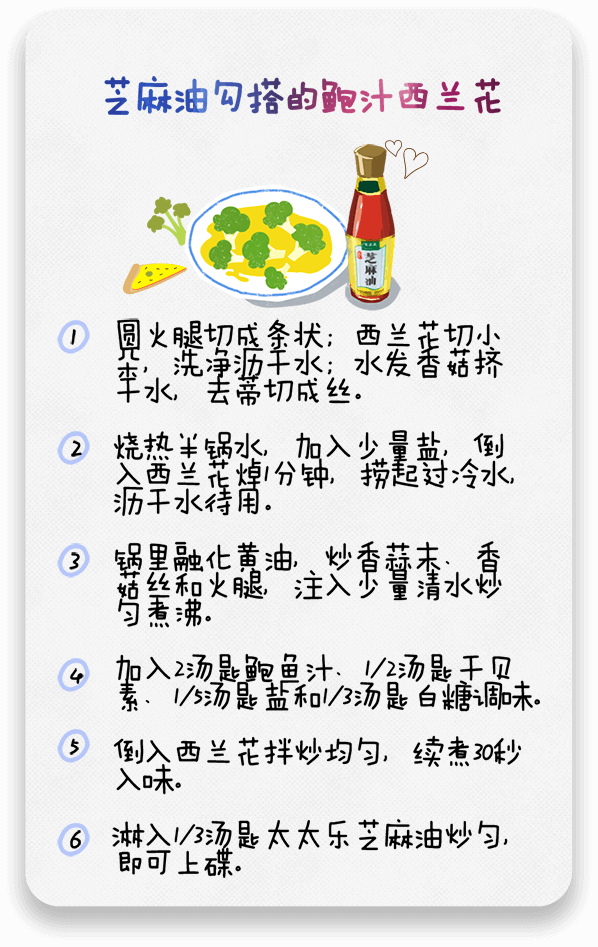 芝麻油勾搭的鲍汁西兰花
芝麻油
1 圆火腿切成条状；西兰花切小
朵，洗净沥干水；水发香菇挤
干水，去蒂切成丝。
2 烧热半锅水，加入少量盐，倒
入西兰花焯1分钟，捞起过冷水，
沥干水待用。
3 锅里融化黄油，炒香蒜末、香
菇丝和火腿，注入少量清水炒
匀煮沸。
4 加入2汤匙鲍鱼汁、1/2汤匙干贝
素、1/5汤匙盐和1/3汤匙白糖调味。
5 倒入西兰花拌炒均匀，续煮30秒
入味。
6 淋入1/3汤匙太太乐芝麻油炒匀，
即可上碟。